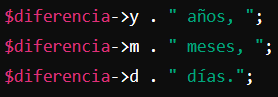 $diferencia->y . " años, ";
$diferencia->m . " meses, ";
$diferencia->d . " días.";